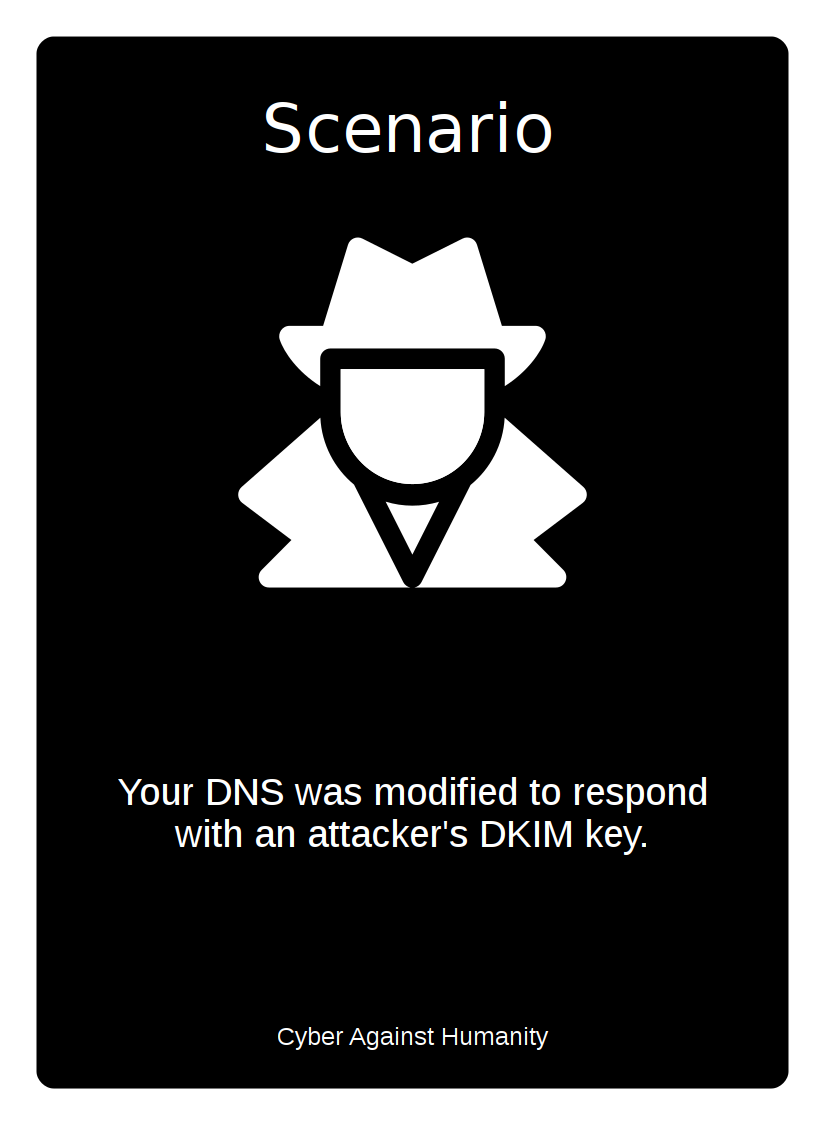 Scenario
Your DNS was modified to respond
with an attacker's DKIM key.
Cyber Against Humanity